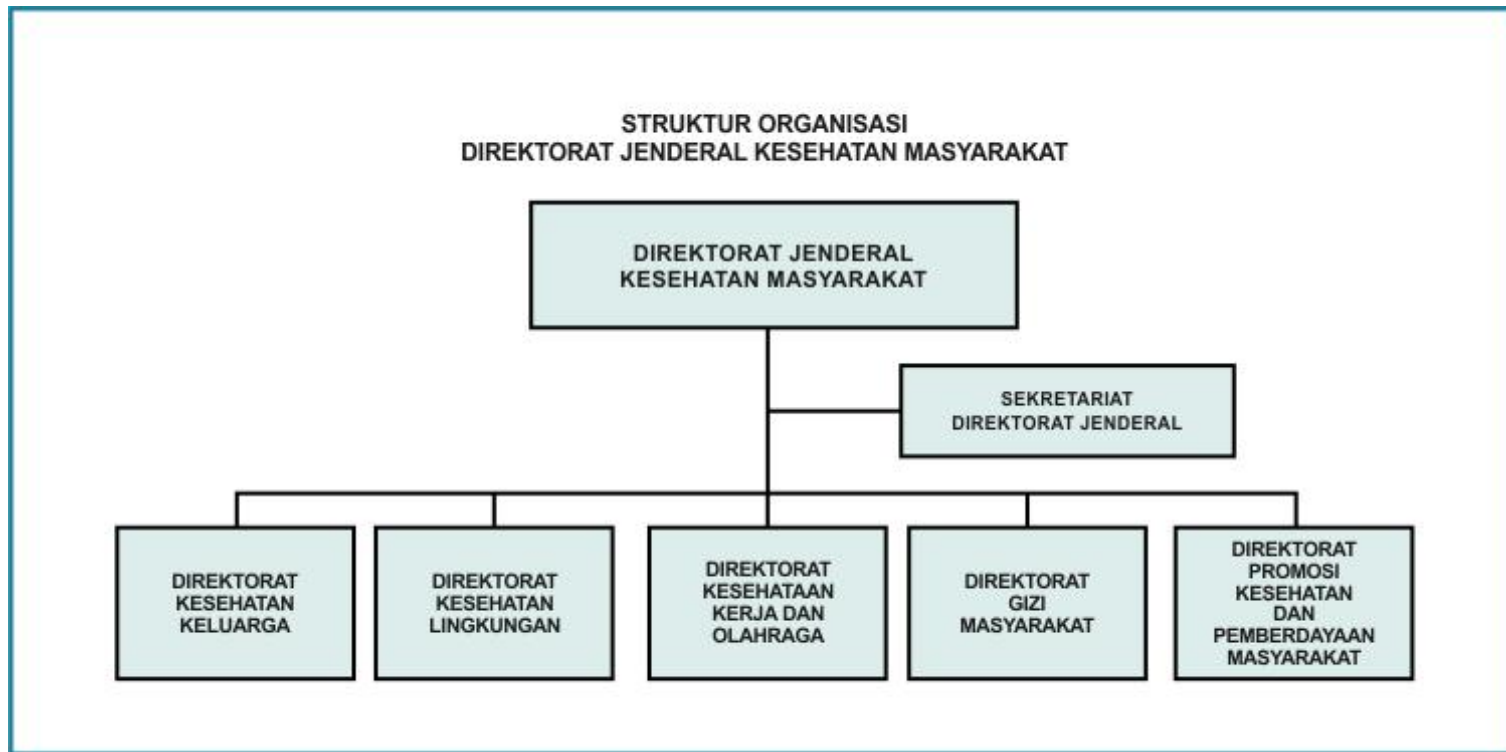 STRUKTUR ORGANISASI
DIREKTORAT JENDERAL KESEHATAN MASYARAKAT
DIREKTORAT JENDERAL
KESEHATAN MASYARAKAT
SEKRETARIAT
DIREKTORAT JENDERAL
DIREKTORAT
KESEHATAN
KELUARGA
DIREKTORAT
KESEHATAN
LINGKUNGAN
DIREKTORAT
KESEHATAAN
KERJA DAN
OLAHRAGA
DIREKTORAT
GIZI
MASYARAKAT
DIREKTORAT
PROMOSI
KESEHATAN
DAN
PEMBERDAYAAN
MASYARAKAT